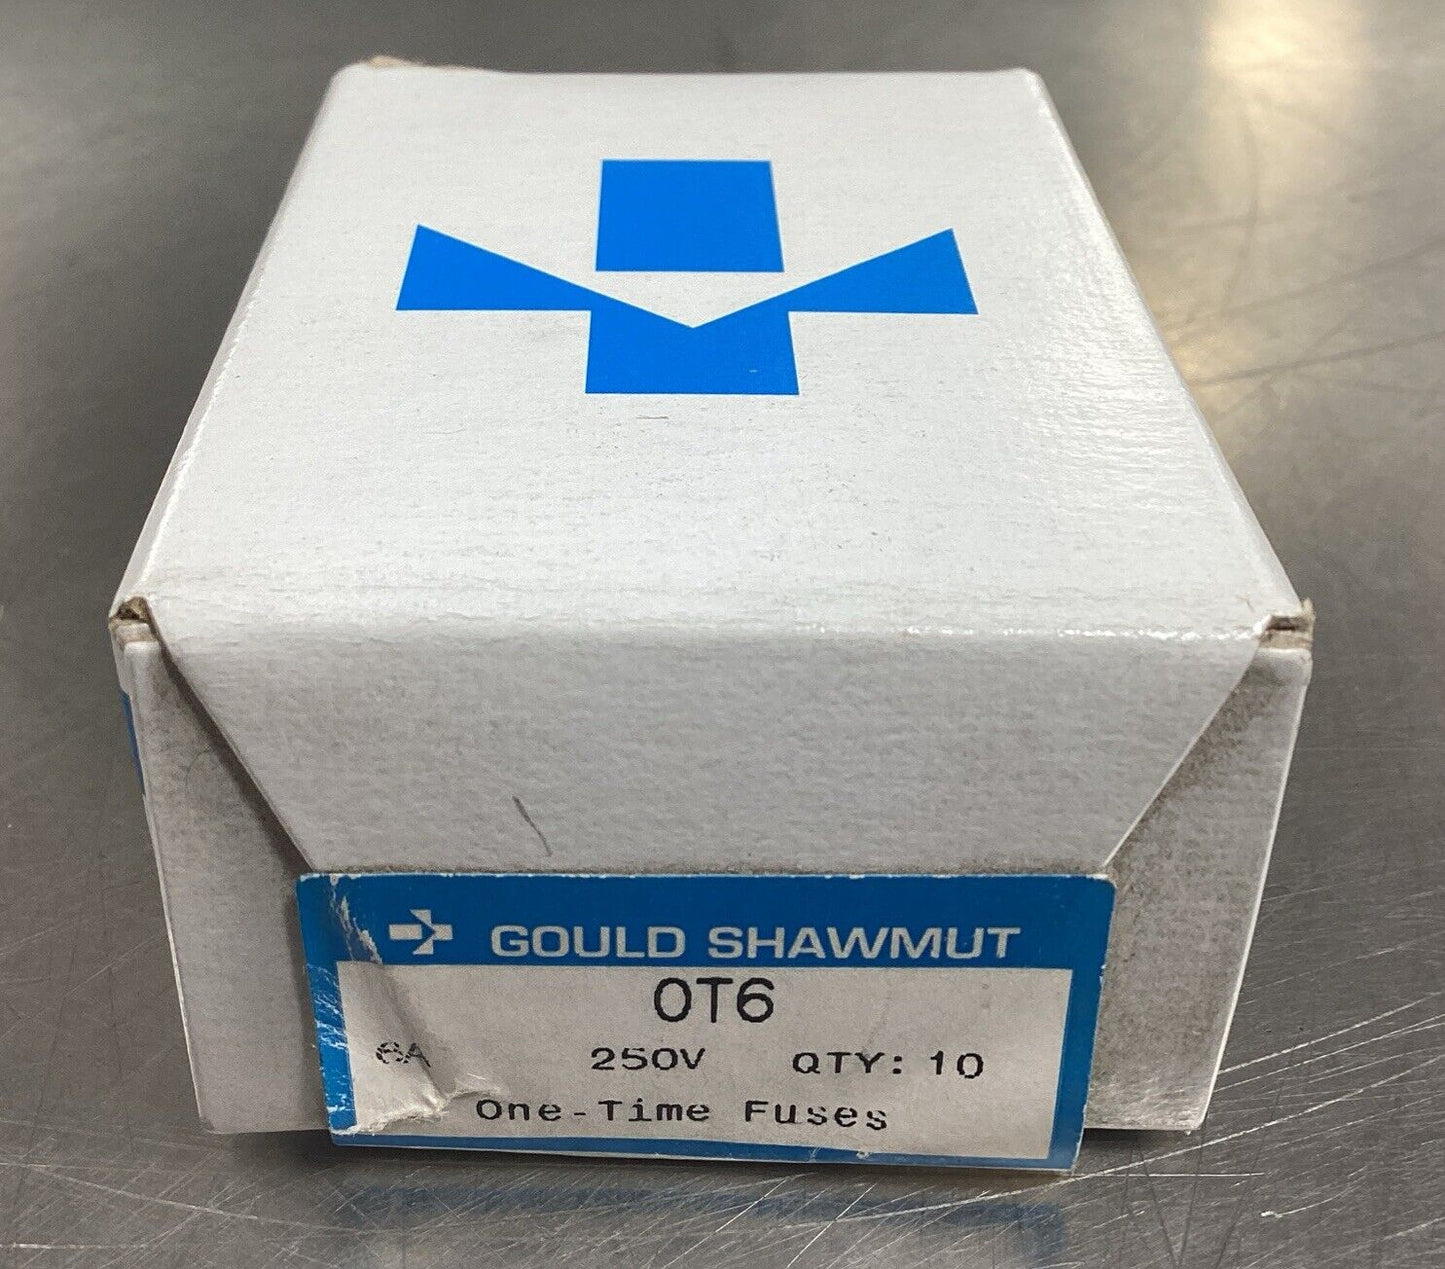 GOULD SHAWMUT
OT6
6A 250V QTY: 10
One-Time Fuses